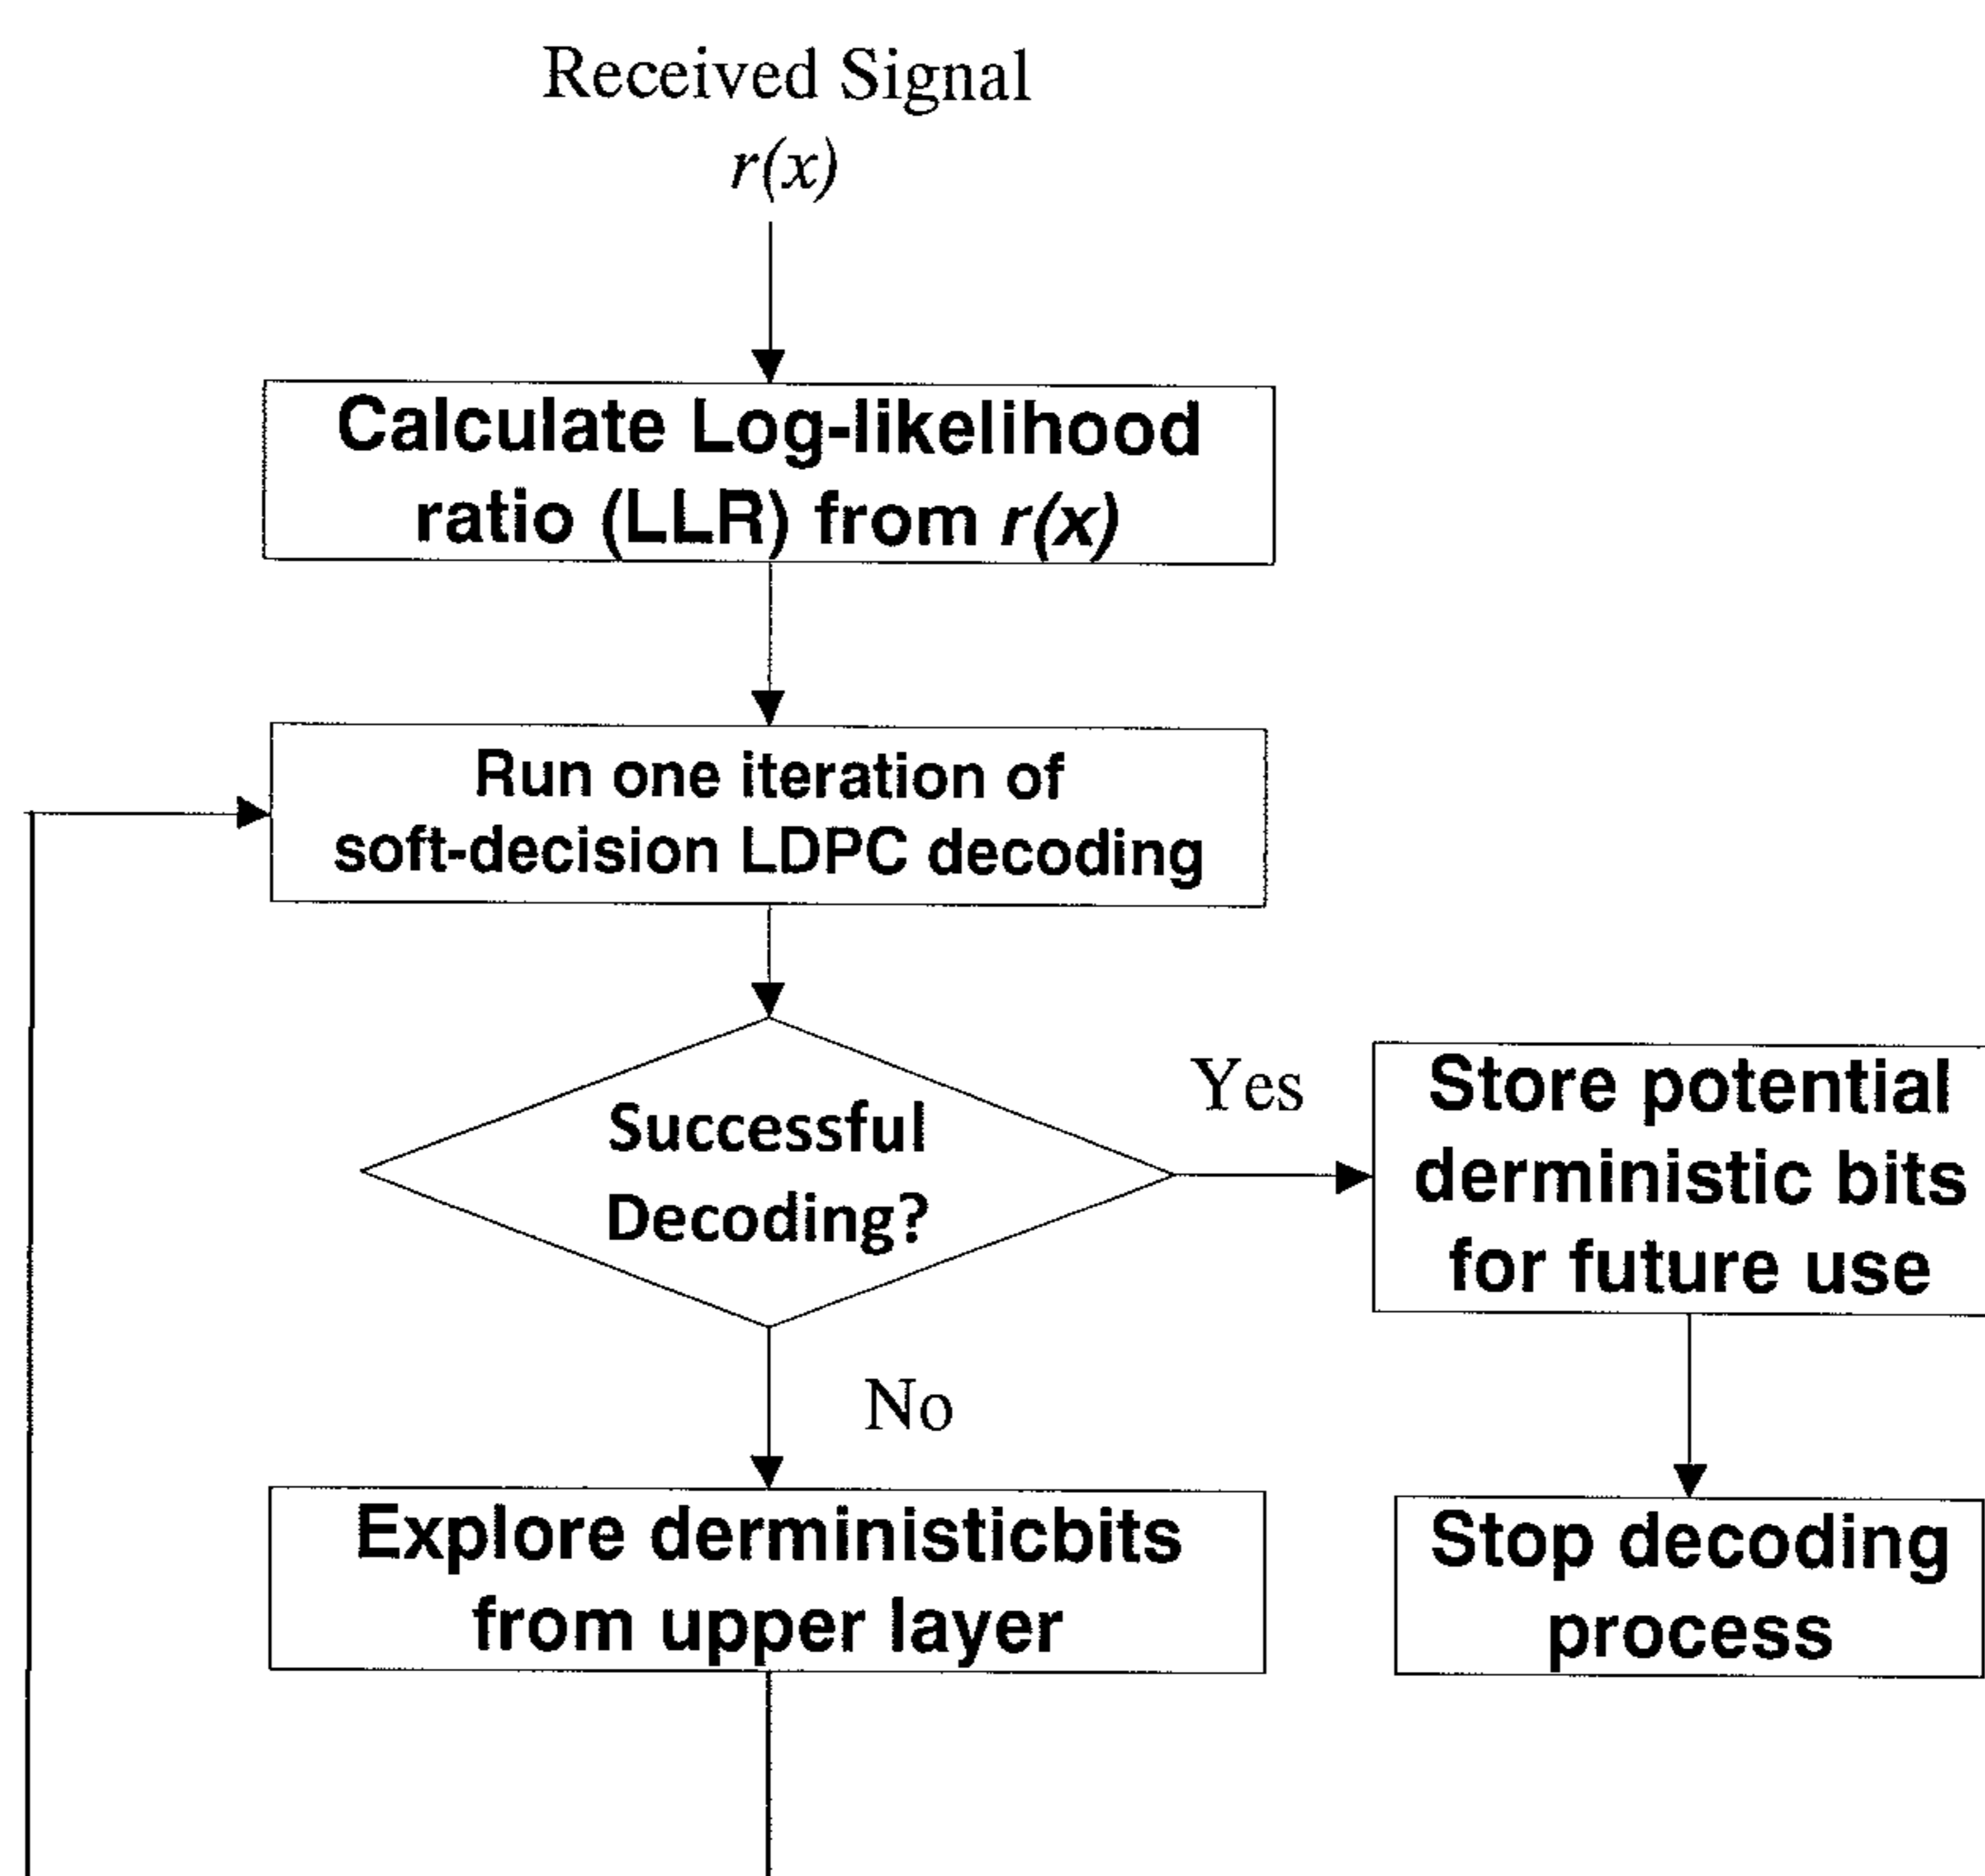 Received Signal
r(x)
Calculate Log-likelihood
ratio (LLR) from r(x)
Run one iteration of
soft-decision LDPC decoding
Successful
Decoding?
Yes
Store potential
derministic bits
for future use
No
Explore derministicbits
from upper layer
Stop decoding
process